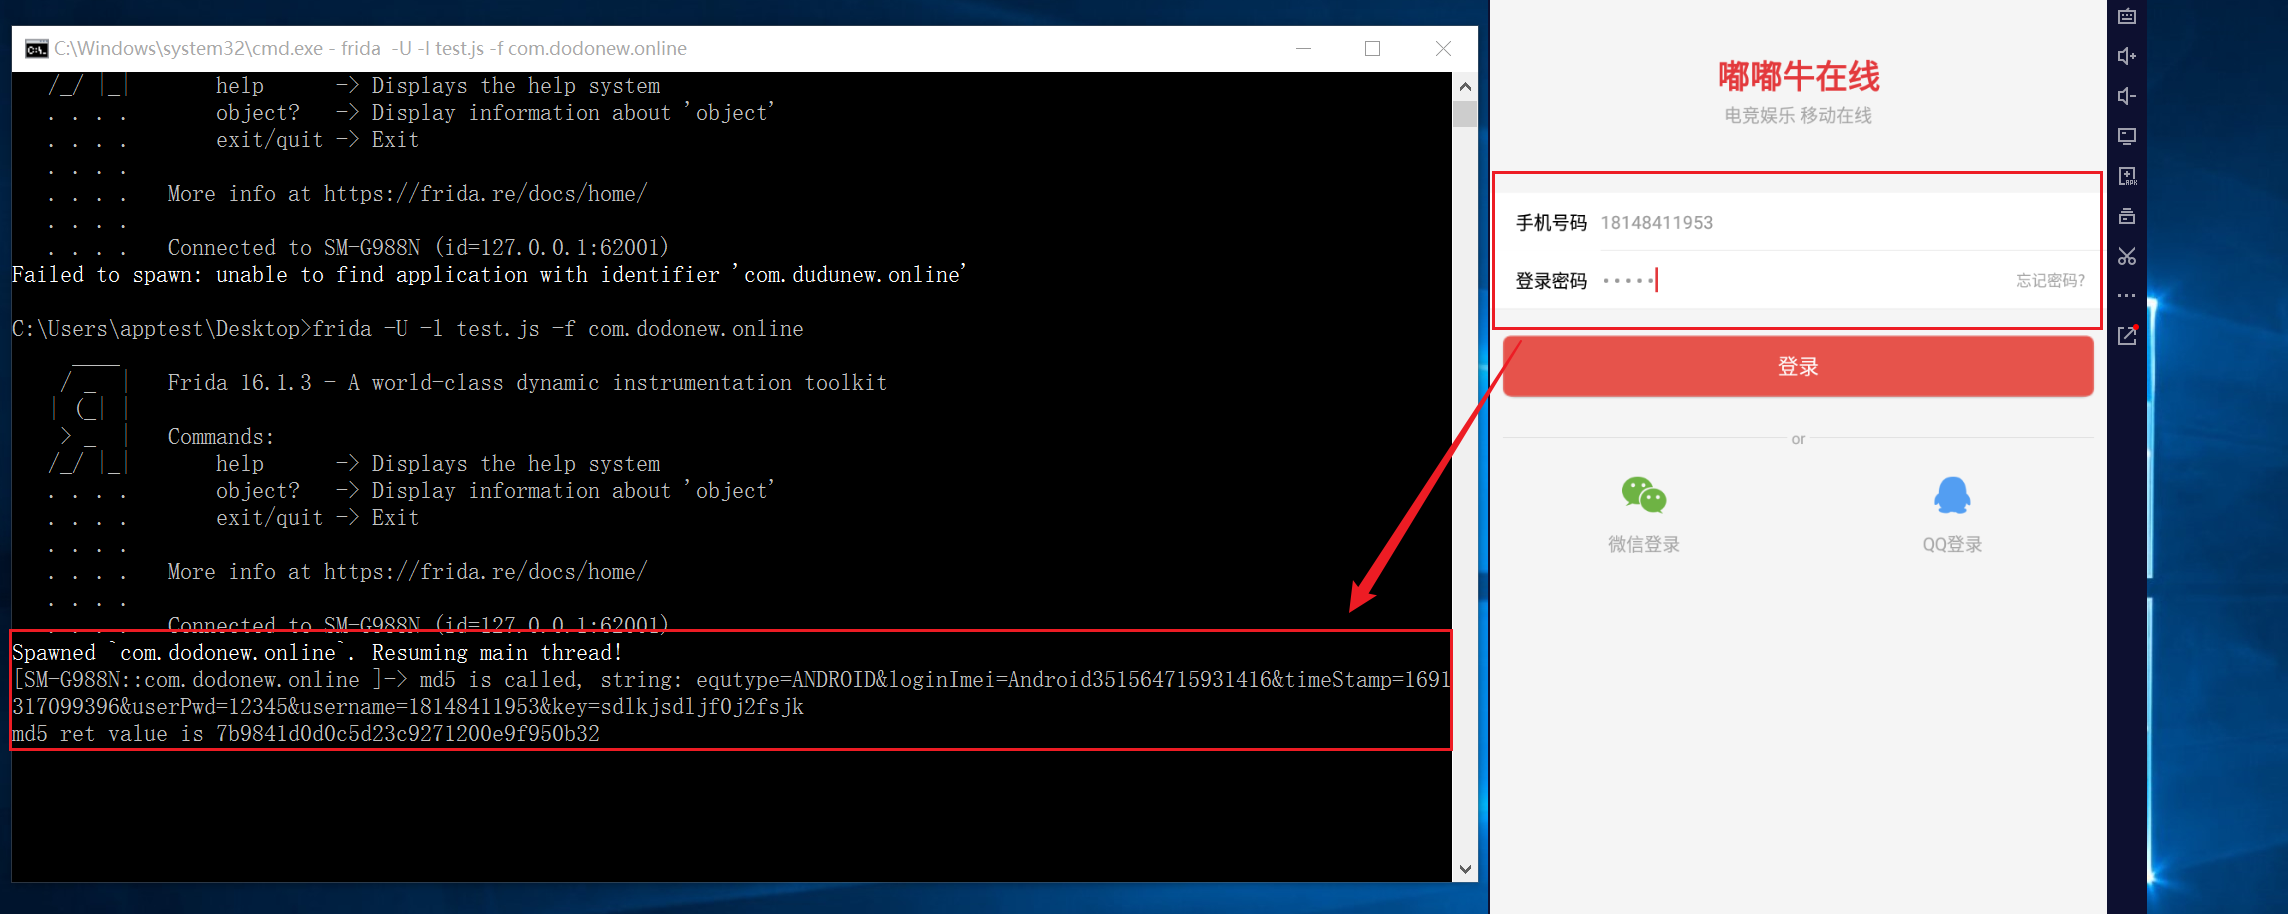 C:\Windows\system32\cmd.exe - frida  -U -l test.js -f com.dodonew.online
help      -> Displays the help system
object?   -> Display information about 'object'
exit/quit -> Exit
More info at https://frida.re/docs/home/
Connected to SM-G988N (id=127.0.0.1:62001)
Failed to spawn: unable to find application with identifier 'com.dudunew.online'
C:\Users\apptest\Desktop>frida -U -l test.js -f com.dodonew.online
Frida 16.1.3 - A world-class dynamic instrumentation toolkit
Commands:
help      -> Displays the help system
object?   -> Display information about 'object'
exit/quit -> Exit
More info at https://frida.re/docs/home/
Connected to SM-G988N (id=127.0.0.1:62001)
Spawned `com.dodonew.online`. Resuming main thread!
[SM-G988N::com.dodonew.online ]-> md5 is called, string: equtype=ANDROID&loginImei=Android351564715931416&timeStamp=1691
317099396&userPwd=12345&username=18148411953&key=sdlkjsdljf0j2fsjk
md5 ret value is 7b9841d0d0c5d23c9271200e9f950b32
嘟嘟牛在线
电竞娱乐 移动在线
手机号码 18148411953
登录密码 ••••• 忘记密码?
登录
or
微信登录 QQ登录